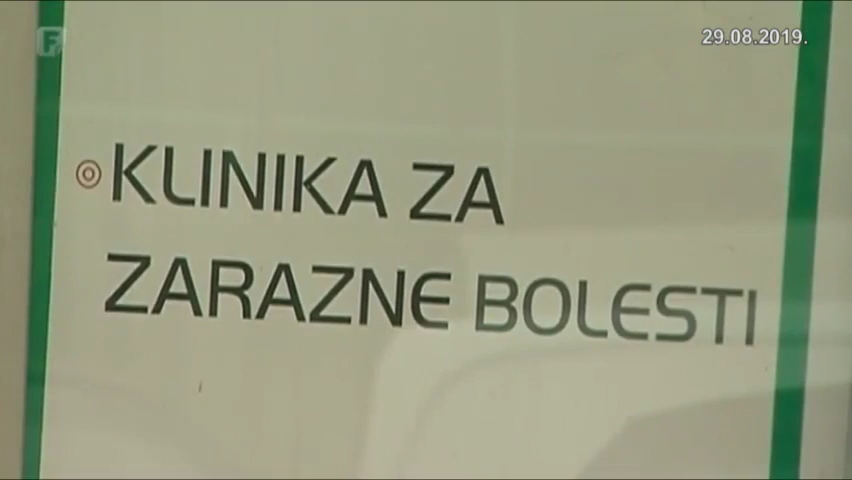 F
29.08.2019.
KLINIKA ZA
ZARAZNE BOLESTI